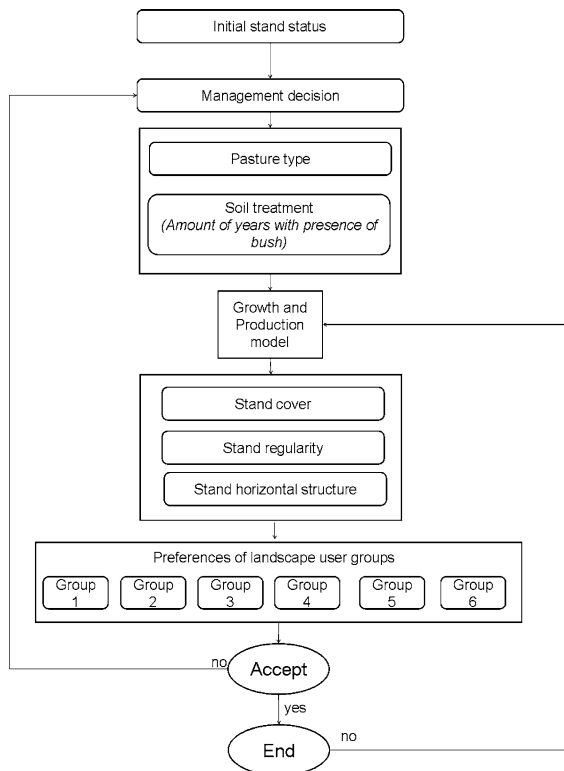 Initial stand status
Management decision
Pasture type
Soil treatment
(Amount of years with presence of
bush)
Growth and
Production
model
Stand cover
Stand regularity
Stand horizontal structure
Preferences of landscape user groups
Group
1
Group
2
Group
3
Group
4
Group
5
Group
6
no
Accept
yes
End
no